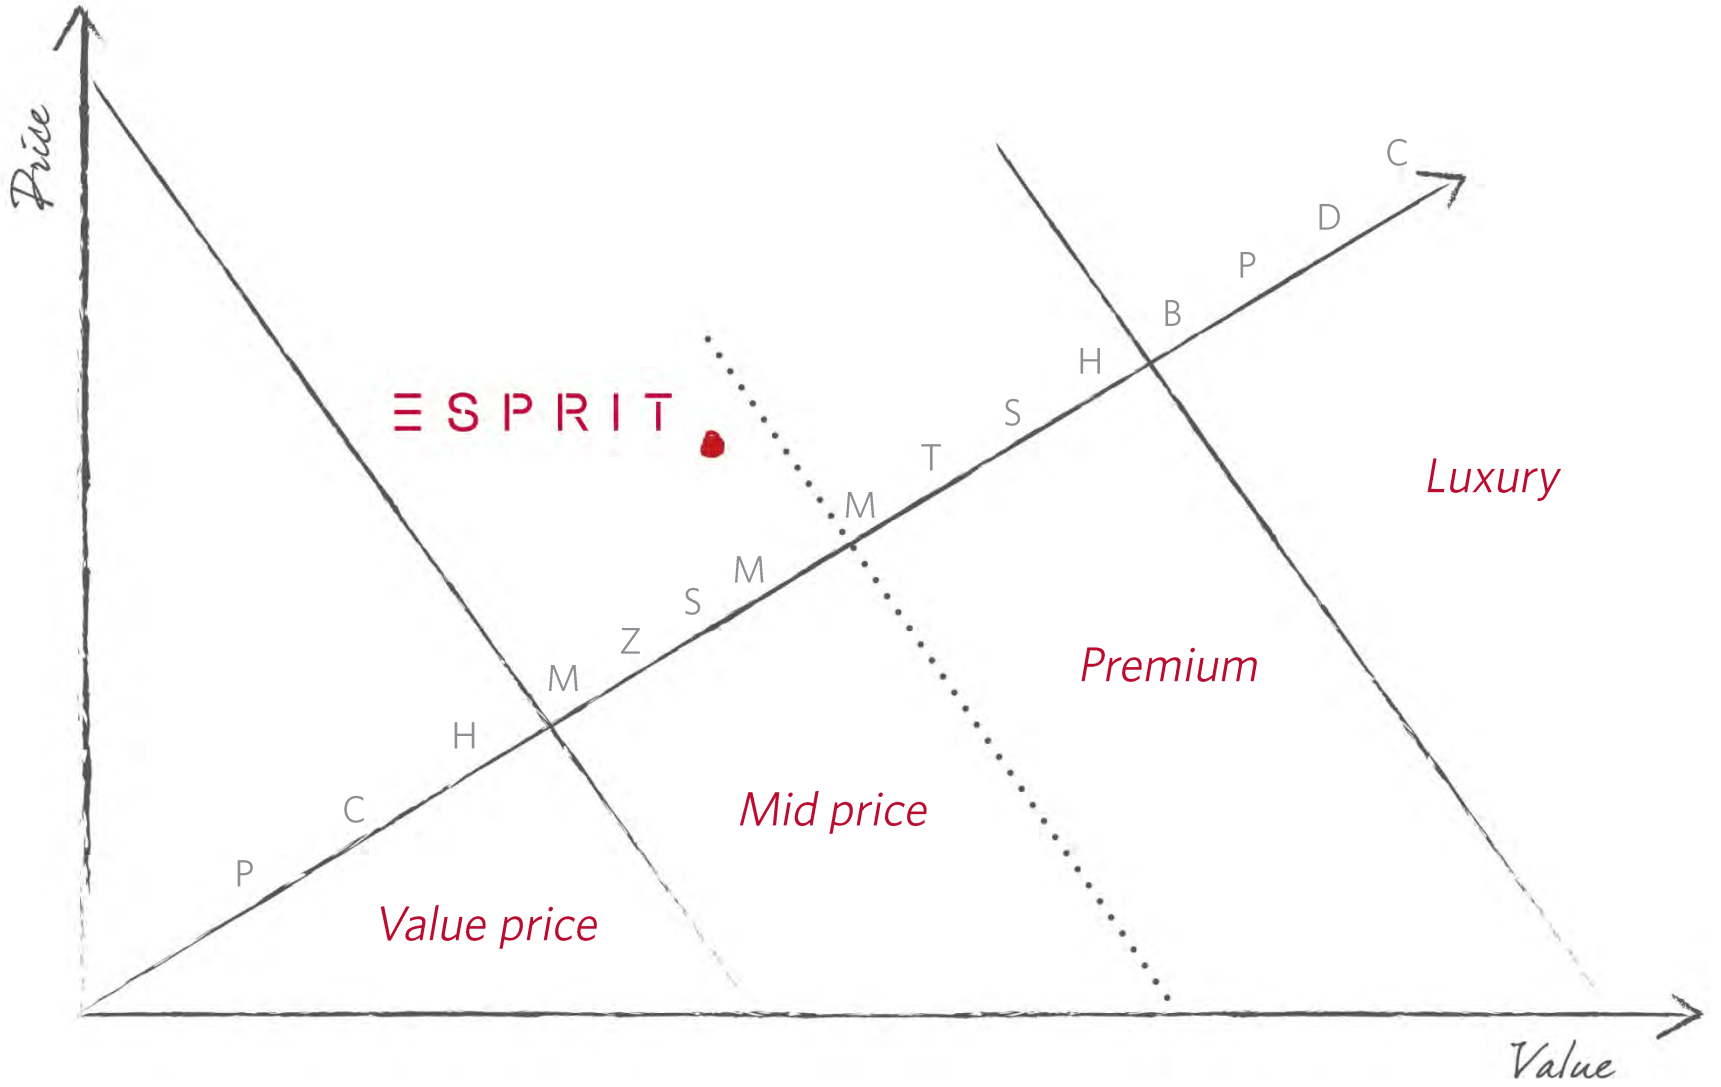 Price
C
D
P
B
H
ESPRIT
S
T
Luxury
M
M
S
Z
Premium
M
H
Mid price
C
P
Value price
Value